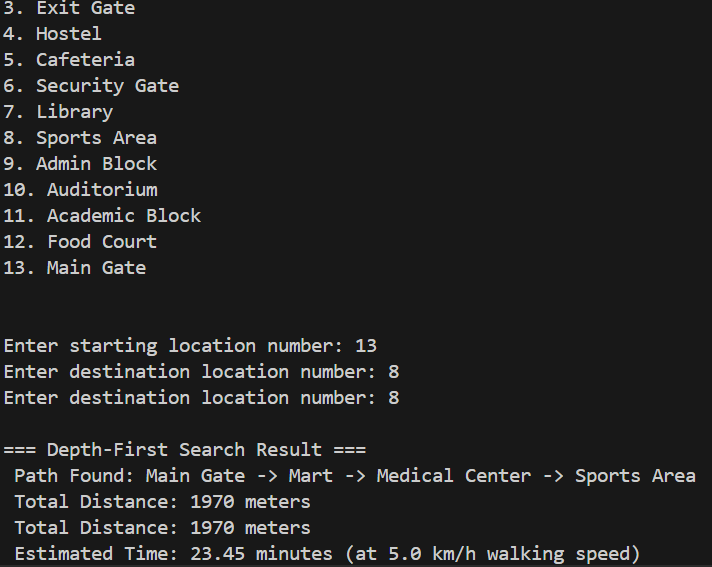 3. Exit Gate
4. Hostel
5. Cafeteria
6. Security Gate
7. Library
8. Sports Area
9. Admin Block
10. Auditorium
11. Academic Block
12. Food Court
13. Main Gate
Enter starting location number: 13
Enter destination location number: 8
Enter destination location number: 8
=== Depth-First Search Result ===
Path Found: Main Gate -> Mart -> Medical Center -> Sports Area
Total Distance: 1970 meters
Total Distance: 1970 meters
Estimated Time: 23.45 minutes (at 5.0 km/h walking speed)